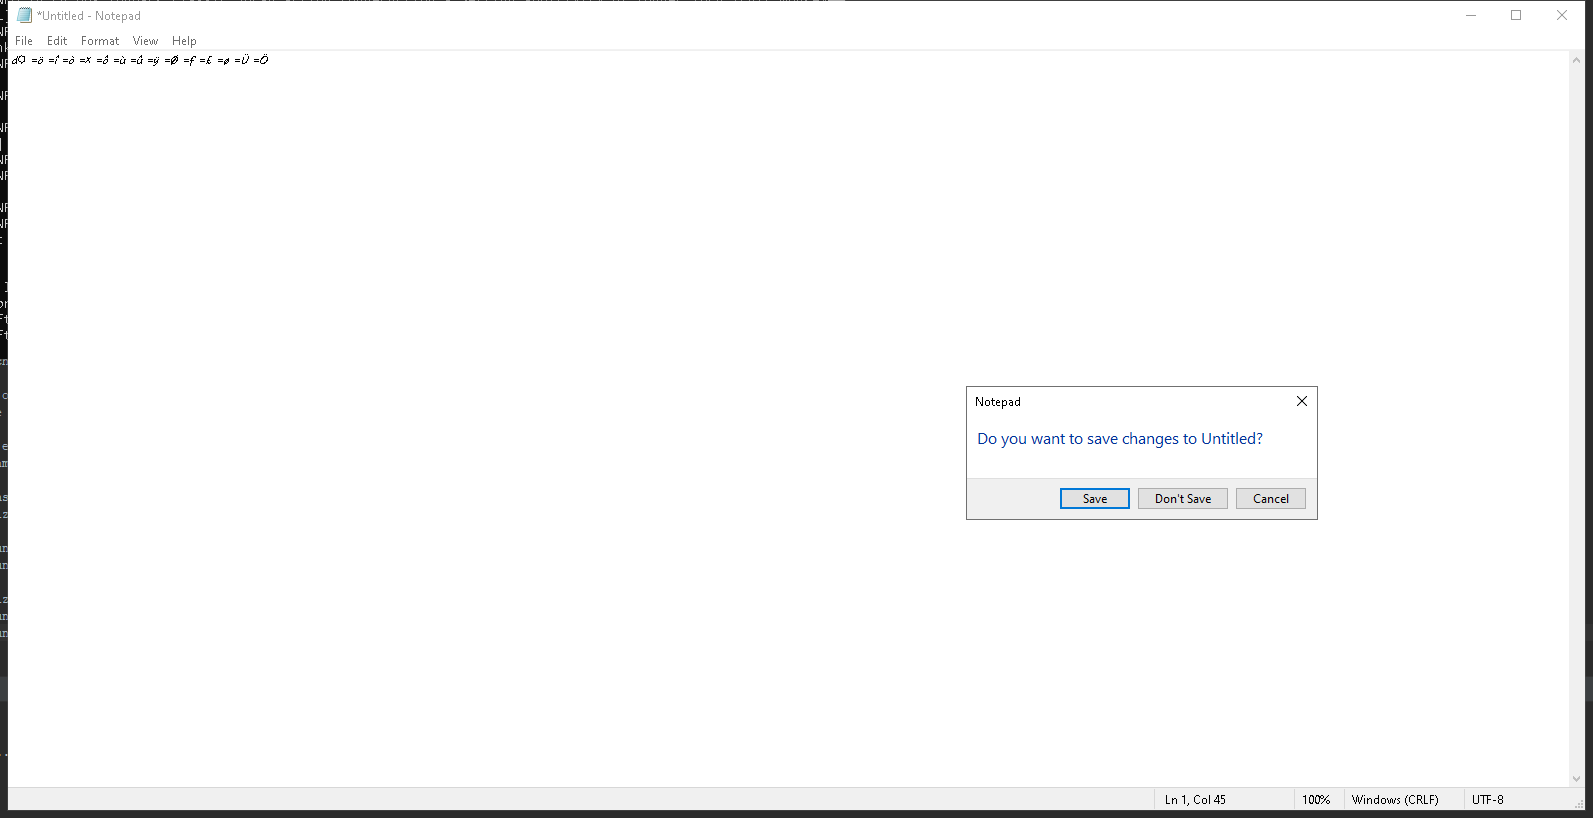 *Untitled - Notepad
File Edit Format View Help
=ö =î =ò =× =ô =ù =û =ÿ =Ø =ƒ =£ =ø =Ü =Ö
Notepad
Do you want to save changes to Untitled?
Save Don't Save Cancel
Ln 1, Col 45 100% Windows (CRLF) UTF-8